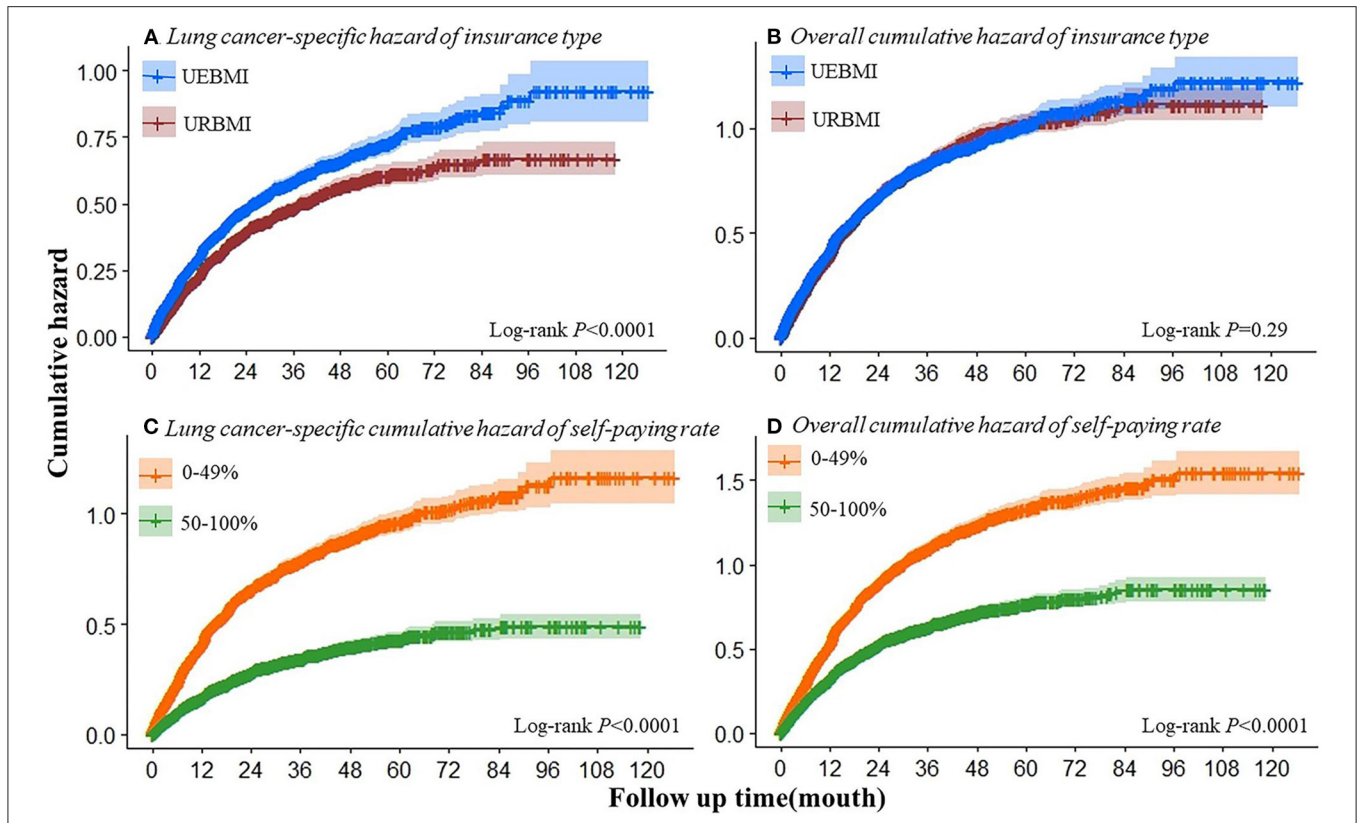 A Lung cancer-specific hazard of insurance type
UEBMI
URBMI
1.00
0.75
0.50
0.25
0.00
Log-rank P<0.0001
0 12 24 36 48 60 72 84 96 108 120
B Overall cumulative hazard of insurance type
UEBMI
URBMI
1.0
0.5
0.0
Log-rank P=0.29
0 12 24 36 48 60 72 84 96 108 120
Cumulative hazard
C Lung cancer-specific cumulative hazard of self-paying rate
0-49%
50-100%
1.0
0.5
0.0
Log-rank P<0.0001
0 12 24 36 48 60 72 84 96 108 120
D Overall cumulative hazard of self-paying rate
0-49%
50-100%
1.5
1.0
0.5
0.0
Log-rank P<0.0001
0 12 24 36 48 60 72 84 96 108 120
Follow up time(mouth)